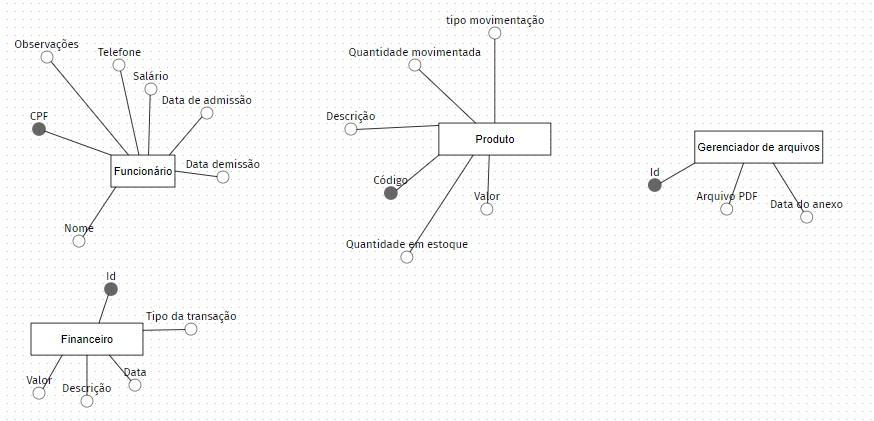 Observações
Telefone
Salário
Data de admissão
CPF
Funcionário
Data demissão
Nome
tipo movimentação
Quantidade movimentada
Descrição
Produto
Código
Valor
Quantidade em estoque
Gerenciador de arquivos
Id
Arquivo PDF
Data do anexo
Id
Tipo da transação
Financeiro
Valor
Descrição
Data